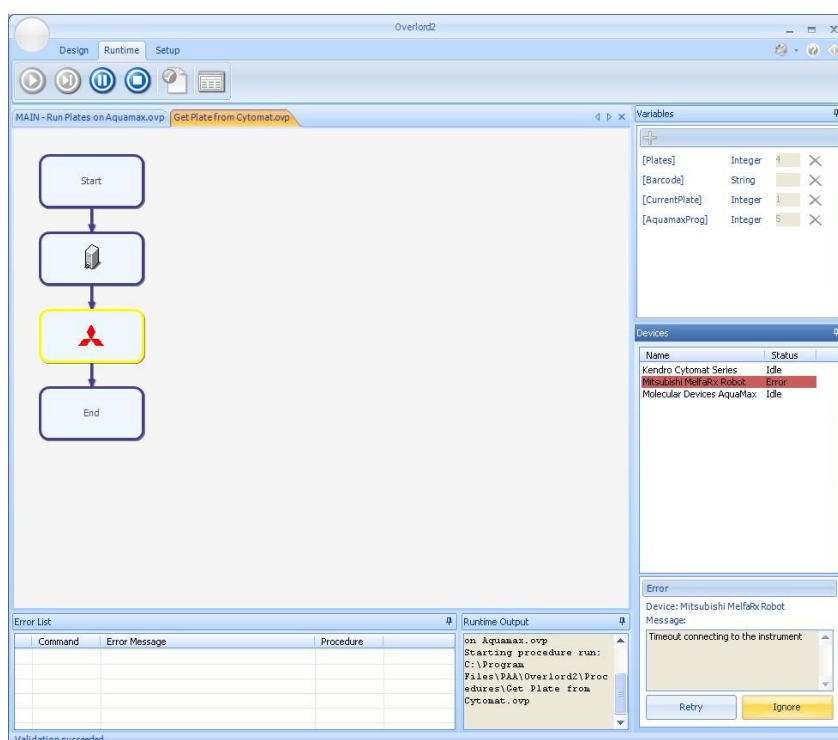 Overlord2
Design Runtime Setup
MAIN - Run Plates on Aquamax.ovp Get Plate from Cytomat.ovp
Variables
[Plates] Integer 4
[Barcode] String
[CurrentPlate] Integer 1
[AquamaxProg] Integer 5
Start
End
Devices
Name Status
Kendro Cytomat Series Idle
Mitsubishi MelfaRx Robot Error
Molecular Devices AquaMax Idle
Error
Device: Mitsubishi MelfaRx Robot
Message:
Timeout connecting to the instrument
Retry Ignore
Error List
Command Error Message Procedure
Runtime Output
on Aquamax.ovp
Starting procedure run:
C:\Program
Files\PAA\Overlord2\Proc
edures\Get Plate from
Cytomat.ovp
Validation succeeded